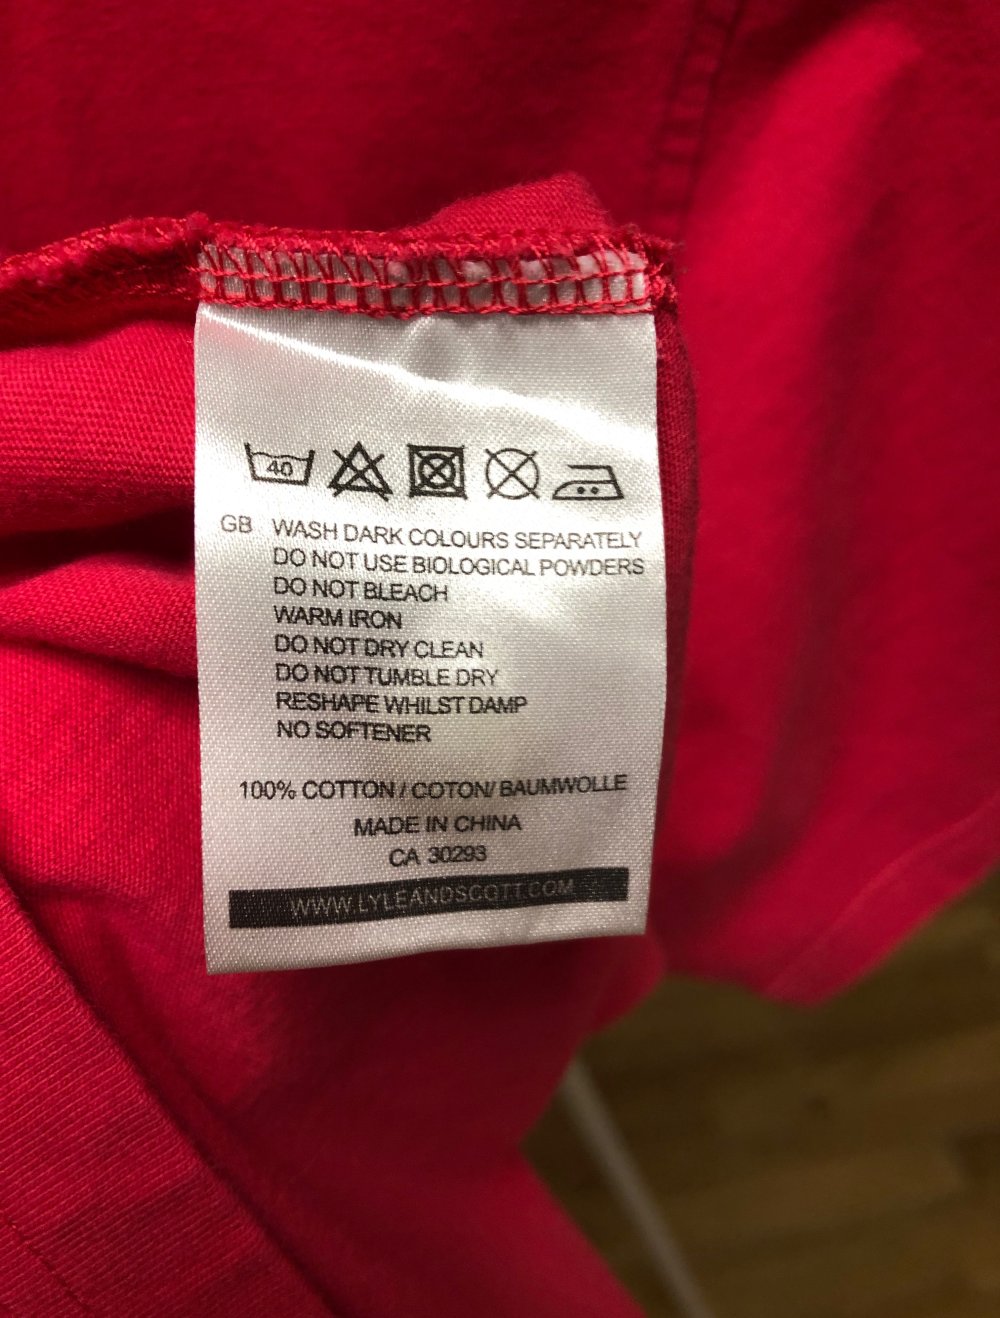 40
GB WASH DARK COLOURS SEPARATELY
DO NOT USE BIOLOGICAL POWDERS
DO NOT BLEACH
WARM IRON
DO NOT DRY CLEAN
DO NOT TUMBLE DRY
RESHAPE WHILST DAMP
NO SOFTENER
100% COTTON / COTON/ BAUMWOLLE
MADE IN CHINA
CA 30293
WWW.LYLEANDSCOTT.COM